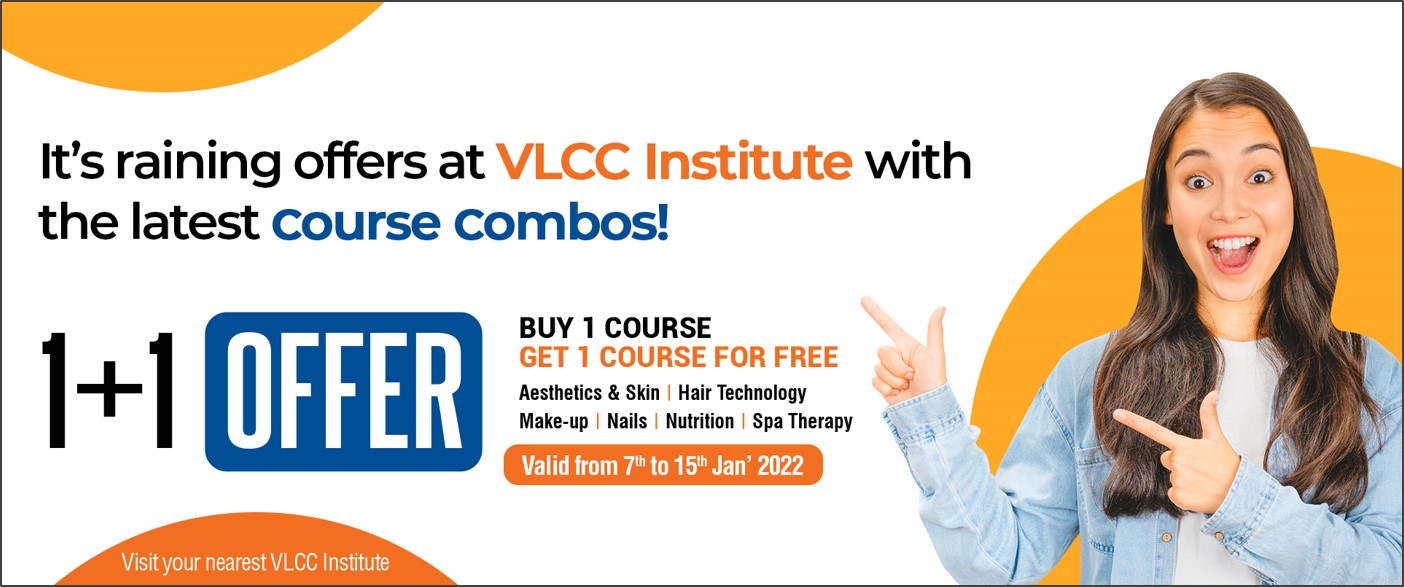 It's raining offers at VLCC Institute with
the latest course combos!
1+1 OFFER
BUY 1 COURSE
GET 1 COURSE FOR FREE
Aesthetics & Skin | Hair Technology
Make-up | Nails | Nutrition | Spa Therapy
Valid from 7th to 15th Jan' 2022
Visit your nearest VLCC Institute